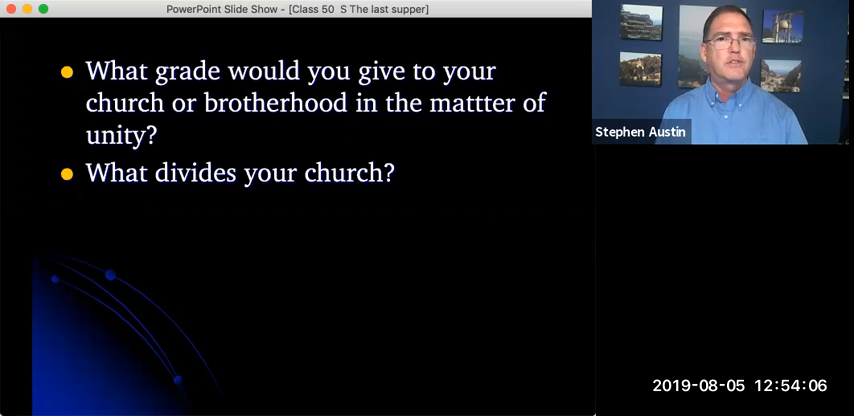 PowerPoint Slide Show - [Class 50  S The last supper]
What grade would you give to your
church or brotherhood in the mattter of
unity?
What divides your church?
Stephen Austin
2019-08-05 12:54:06